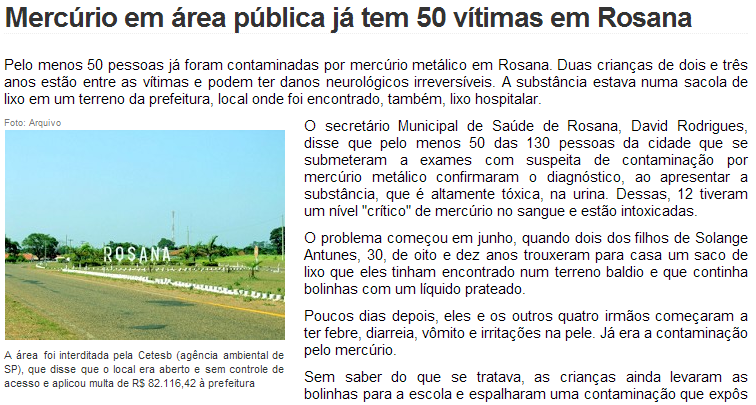 Mercúrio em área pública já tem 50 vítimas em Rosana
Pelo menos 50 pessoas já foram contaminadas por mercúrio metálico em Rosana. Duas crianças de dois e três
anos estão entre as vítimas e podem ter danos neurológicos irreversíveis. A substância estava numa sacola de
lixo em um terreno da prefeitura, local onde foi encontrado, também, lixo hospitalar.
Foto: Arquivo
ROSANA
A área foi interditada pela Cetesb (agência ambiental de
SP), que disse que o local era aberto e sem controle de
acesso e aplicou multa de R$ 82.116,42 à prefeitura
O secretário Municipal de Saúde de Rosana, David Rodrigues,
disse que pelo menos 50 das 130 pessoas da cidade que se
submeteram a exames com suspeita de contaminação por
mercúrio metálico confirmaram o diagnóstico, ao apresentar a
substância, que é altamente tóxica, na urina. Dessas, 12 tiveram
um nível "crítico" de mercúrio no sangue e estão intoxicadas.
O problema começou em junho, quando dois dos filhos de Solange
Antunes, 30, de oito e dez anos trouxeram para casa um saco de
lixo que eles tinham encontrado num terreno baldio e que continha
bolinhas com um líquido prateado.
Poucos dias depois, eles e os outros quatro irmãos começaram a
ter febre, diarreia, vômito e irritações na pele. Já era a contaminação
pelo mercúrio.
Sem saber do que se tratava, as crianças ainda levaram as
bolinhas para a escola e espalharam uma contaminação que expôs